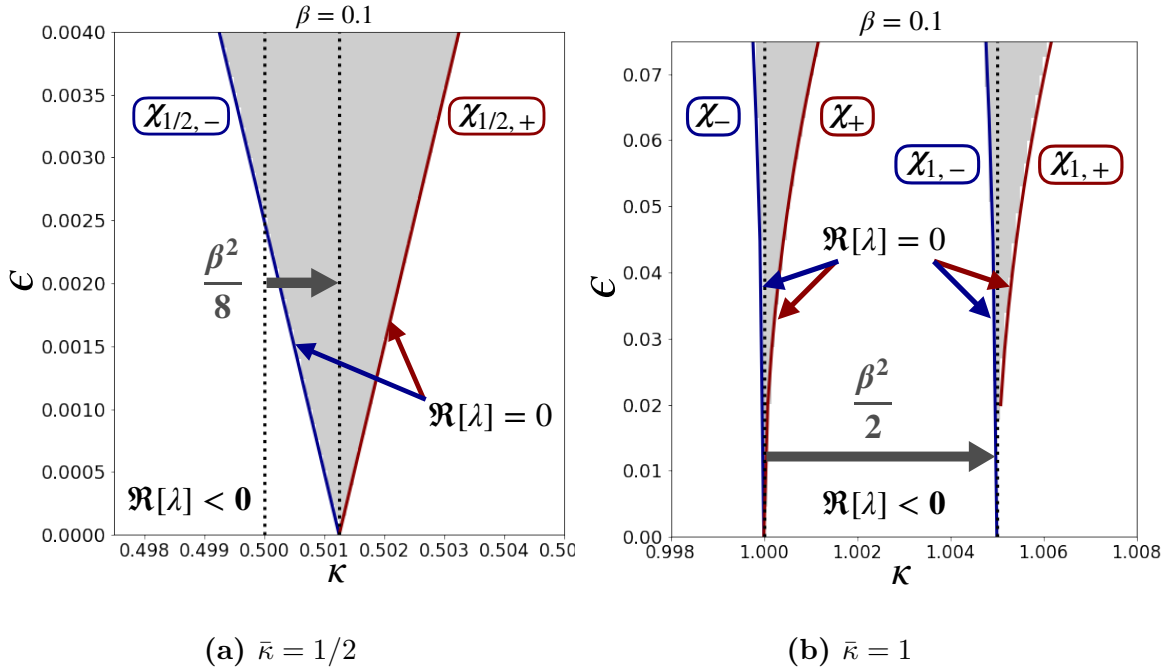 β = 0.1
0.0040
0.0035
0.0030
0.0025
0.0020
0.0015
0.0010
0.0005
0.0000
ϵ
χ1/2,−
χ1/2,+
β²
8
ℜ[λ] = 0
ℜ[λ] < 0
0.498 0.499 0.500 0.501 0.502 0.503 0.504 0.50
κ
(a) κ̄ = 1/2
β = 0.1
0.07
0.06
0.05
0.04
0.03
0.02
0.01
0.00
ϵ
χ−
χ+
χ1,−
χ1,+
ℜ[λ] = 0
β²
2
ℜ[λ] < 0
0.998 1.000 1.002 1.004 1.006 1.008
κ
(b) κ̄ = 1